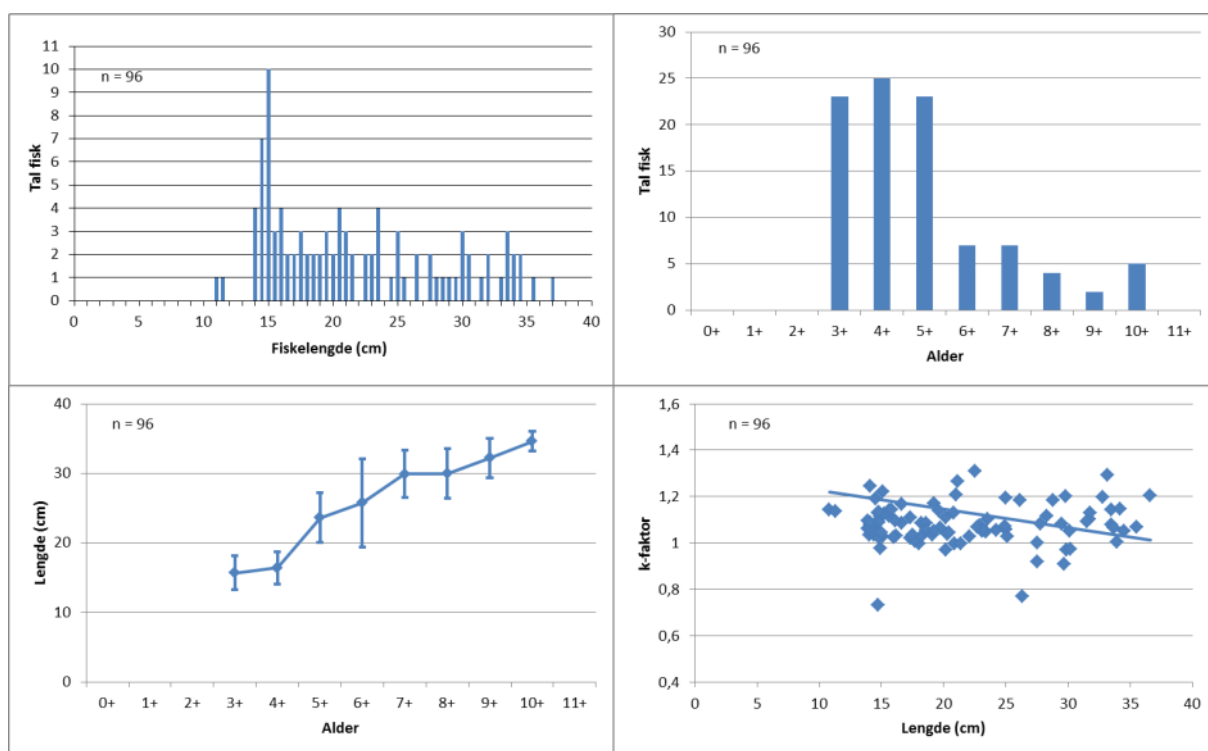 11
10
9
8
7
6
5
4
3
2
1
0
n = 96
Tal fisk
0 5 10 15 20 25 30 35 40
Fiskelengde (cm)
30
25
20
15
10
5
0
n = 96
Tal fisk
0+ 1+ 2+ 3+ 4+ 5+ 6+ 7+ 8+ 9+ 10+ 11+
Alder
40
30
20
10
0
n = 96
Lengde (cm)
0+ 1+ 2+ 3+ 4+ 5+ 6+ 7+ 8+ 9+ 10+ 11+
Alder
1,6
1,4
1,2
1
0,8
0,6
0,4
n = 96
k-faktor
0 5 10 15 20 25 30 35 40
Lengde (cm)